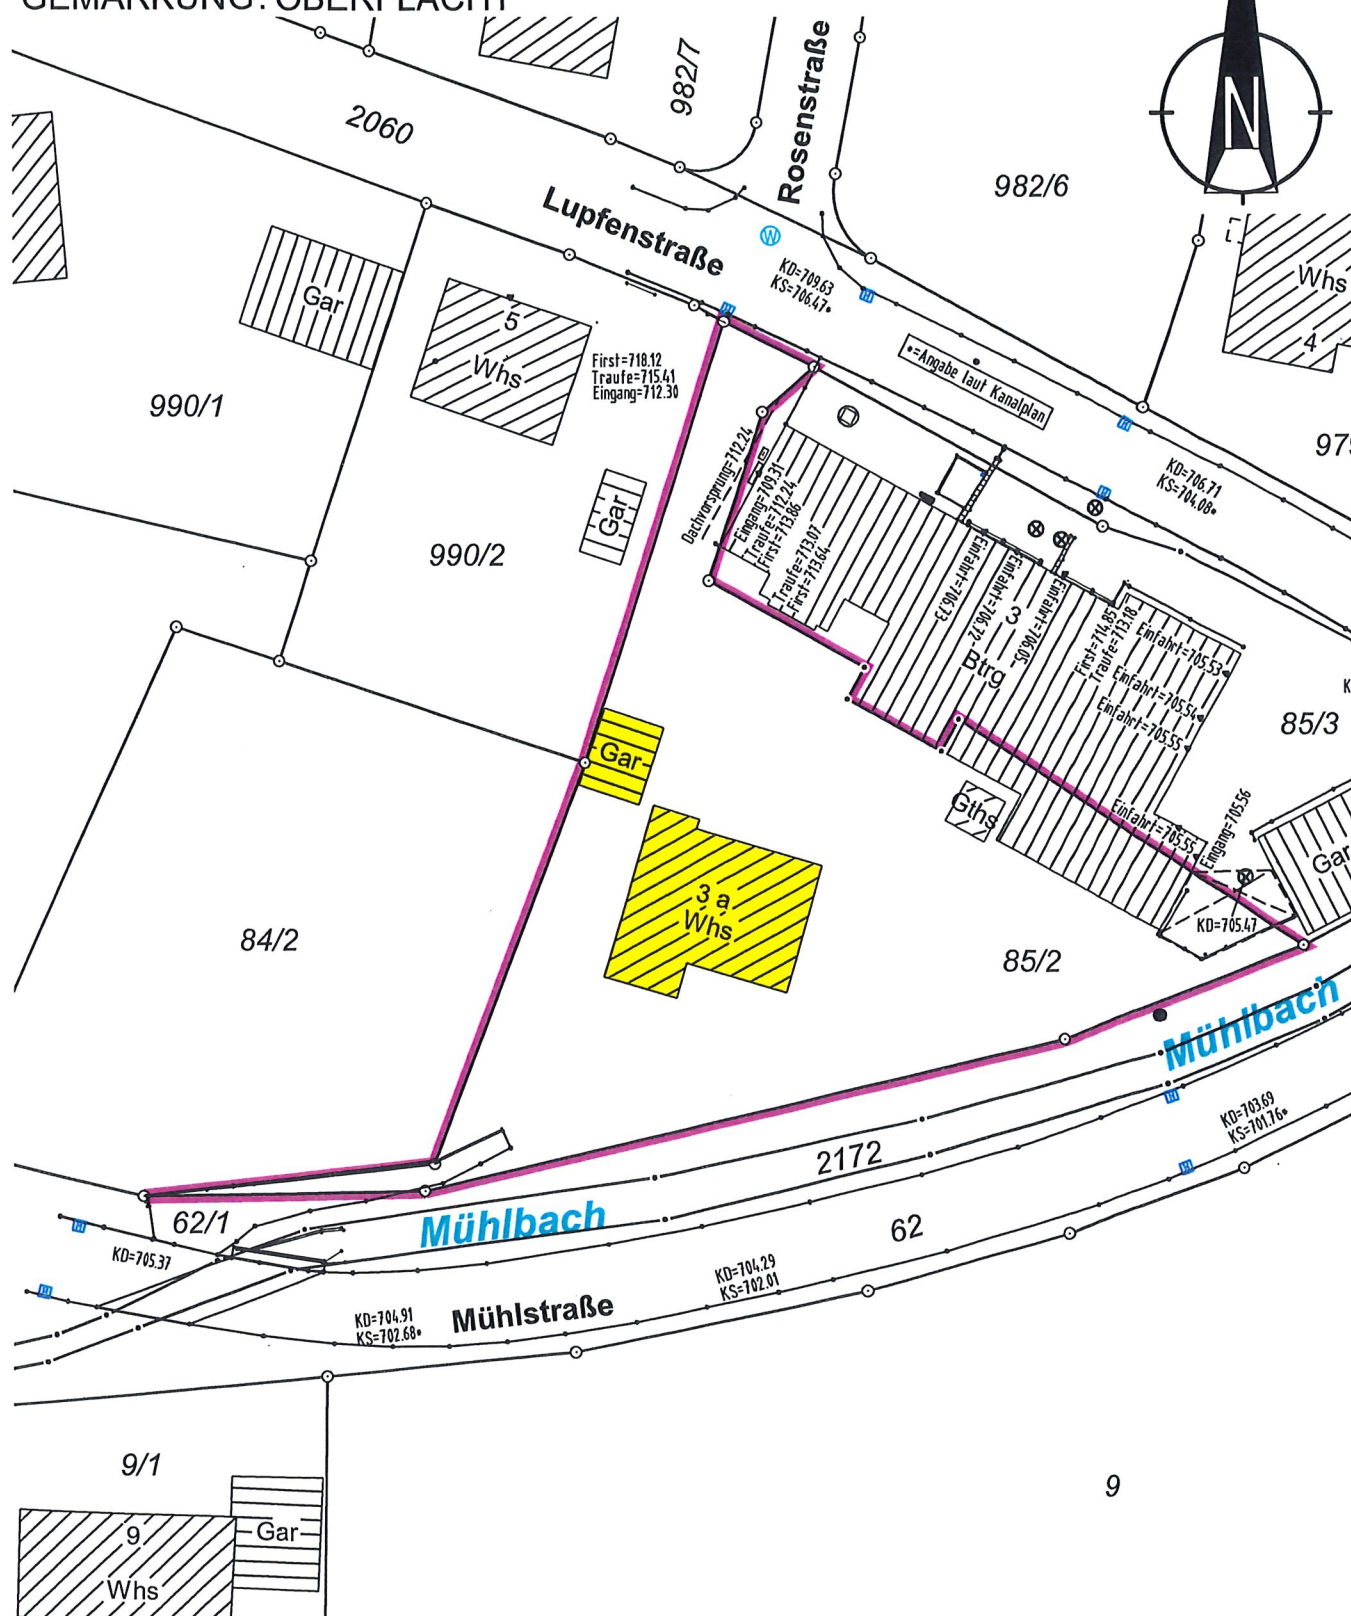 GEMARKUNG: OBERFLACHT
N
2060
982/7
Rosenstraße
982/6
Lupfenstraße
W
KD=709.63
KS=706.47•
H
H
Whs
4
Gar
5
Whs
First=718.12
Traufe=715.41
Eingang=712.30
•=Angabe laut Kanalplan
990/1
H
979
KD=706.71
KS=704.08•
H
Gar
990/2
Dachvorsprung=712.24
Eingang=709.31
Traufe=712.24
First=713.86
Traufe=713.07
First=713.64
Einfahrt=706.73
Einfahrt=706.72
Einfahrt=706.05
3
Btrg
First=714.85
Traufe=713.18
Einfahrt=705.53
Einfahrt=705.54
Einfahrt=705.55
K
85/3
Gar
Gths
Einfahrt=705.55
Eingang=705.56
Gar
3 a
Whs
KD=705.47
84/2
85/2
Mühlbach
H
KD=703.69
KS=701.76•
2172
H
62/1
Mühlbach
62
H
KD=705.37
KD=704.29
KS=702.01
H
KD=704.91
KS=702.68•
Mühlstraße
9/1
9
9
Gar
Whs